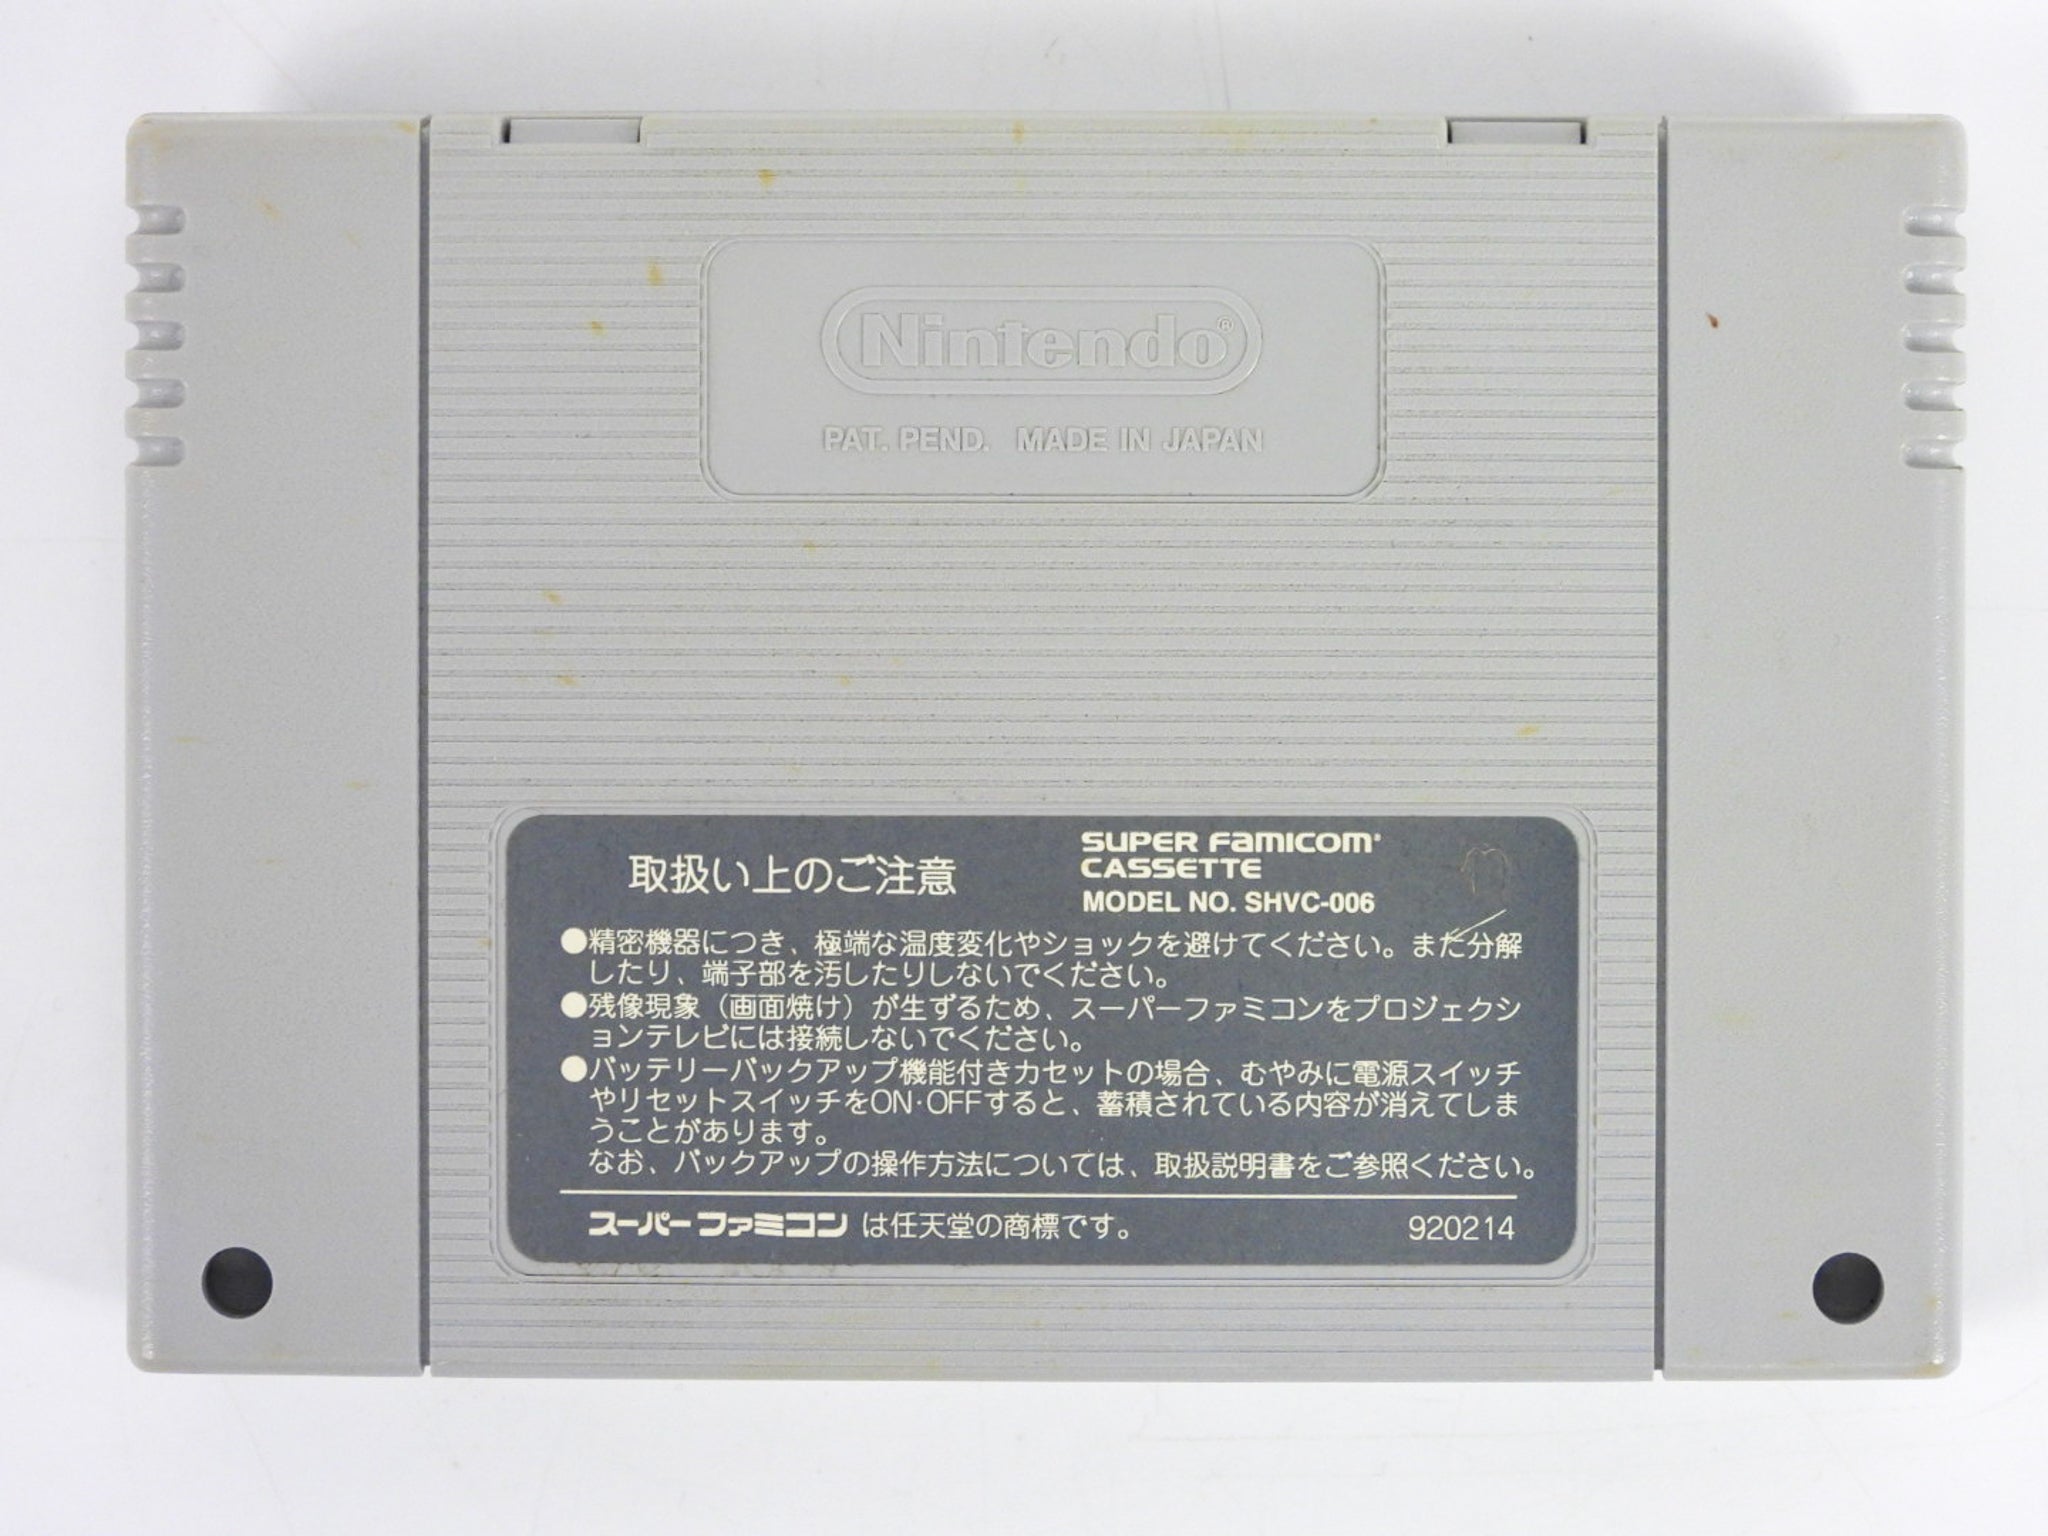 Nintendo®
PAT. PEND. MADE IN JAPAN
取扱い上のご注意
SUPER FAMICOM®
CASSETTE
MODEL NO. SHVC-006
●精密機器につき、極端な温度変化やショックを避けてください。また分解
したり、端子部を汚したりしないでください。
●残像現象（画面焼け）が生ずるため、スーパーファミコンをプロジェクシ
ョンテレビには接続しないでください。
●バッテリーバックアップ機能付きカセットの場合、むやみに電源スイッチ
やリセットスイッチをON・OFFすると、蓄積されている内容が消えてしま
うことがあります。
なお、バックアップの操作方法については、取扱説明書をご参照ください。
スーパーファミコン は任天堂の商標です。
920214